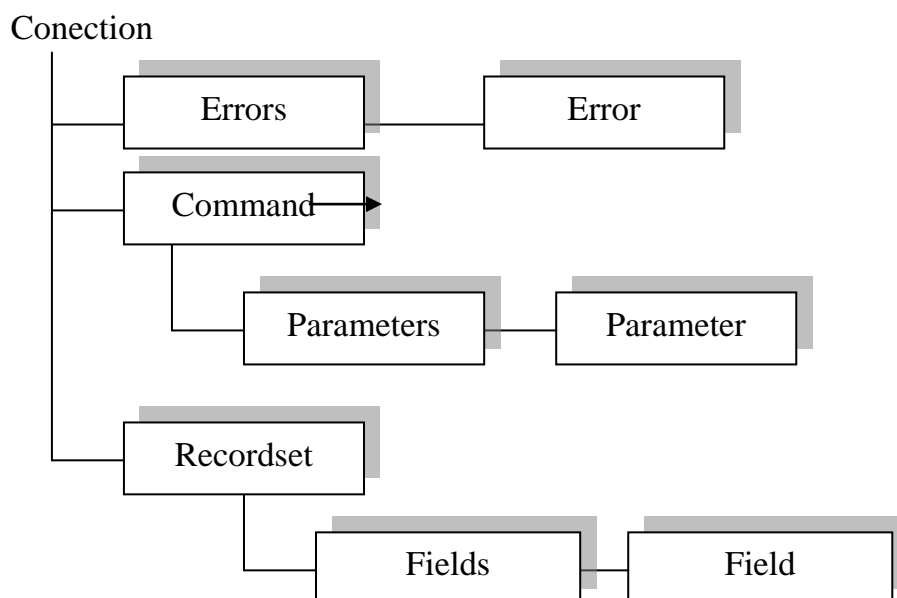 Conection
Errors
Error
Command
Parameters
Parameter
Recordset
Fields
Field